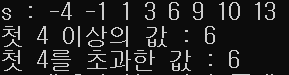 s : -4 -1 1 3 6 9 10 13
첫 4 이상의 값 : 6
첫 4를 초과한 값 : 6